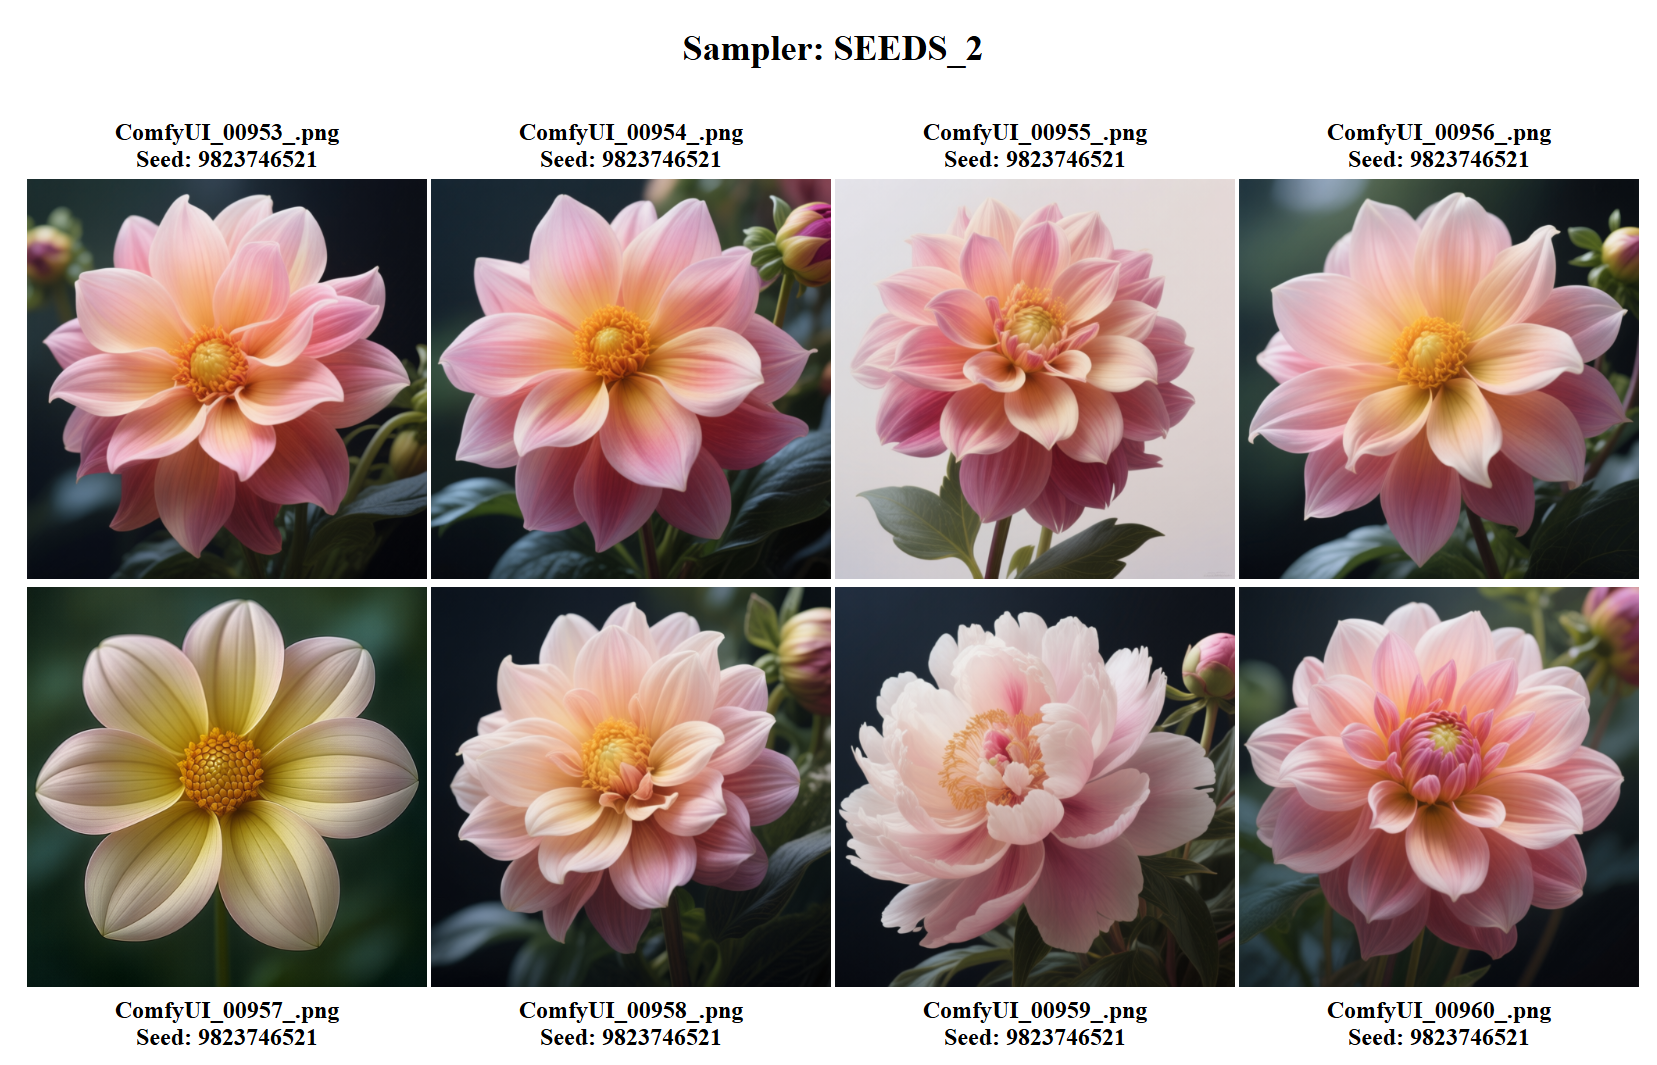 Sampler: SEEDS_2
ComfyUI_00953_.png
Seed: 9823746521
ComfyUI_00954_.png
Seed: 9823746521
ComfyUI_00955_.png
Seed: 9823746521
ComfyUI_00956_.png
Seed: 9823746521
ComfyUI_00957_.png
Seed: 9823746521
ComfyUI_00958_.png
Seed: 9823746521
ComfyUI_00959_.png
Seed: 9823746521
ComfyUI_00960_.png
Seed: 9823746521